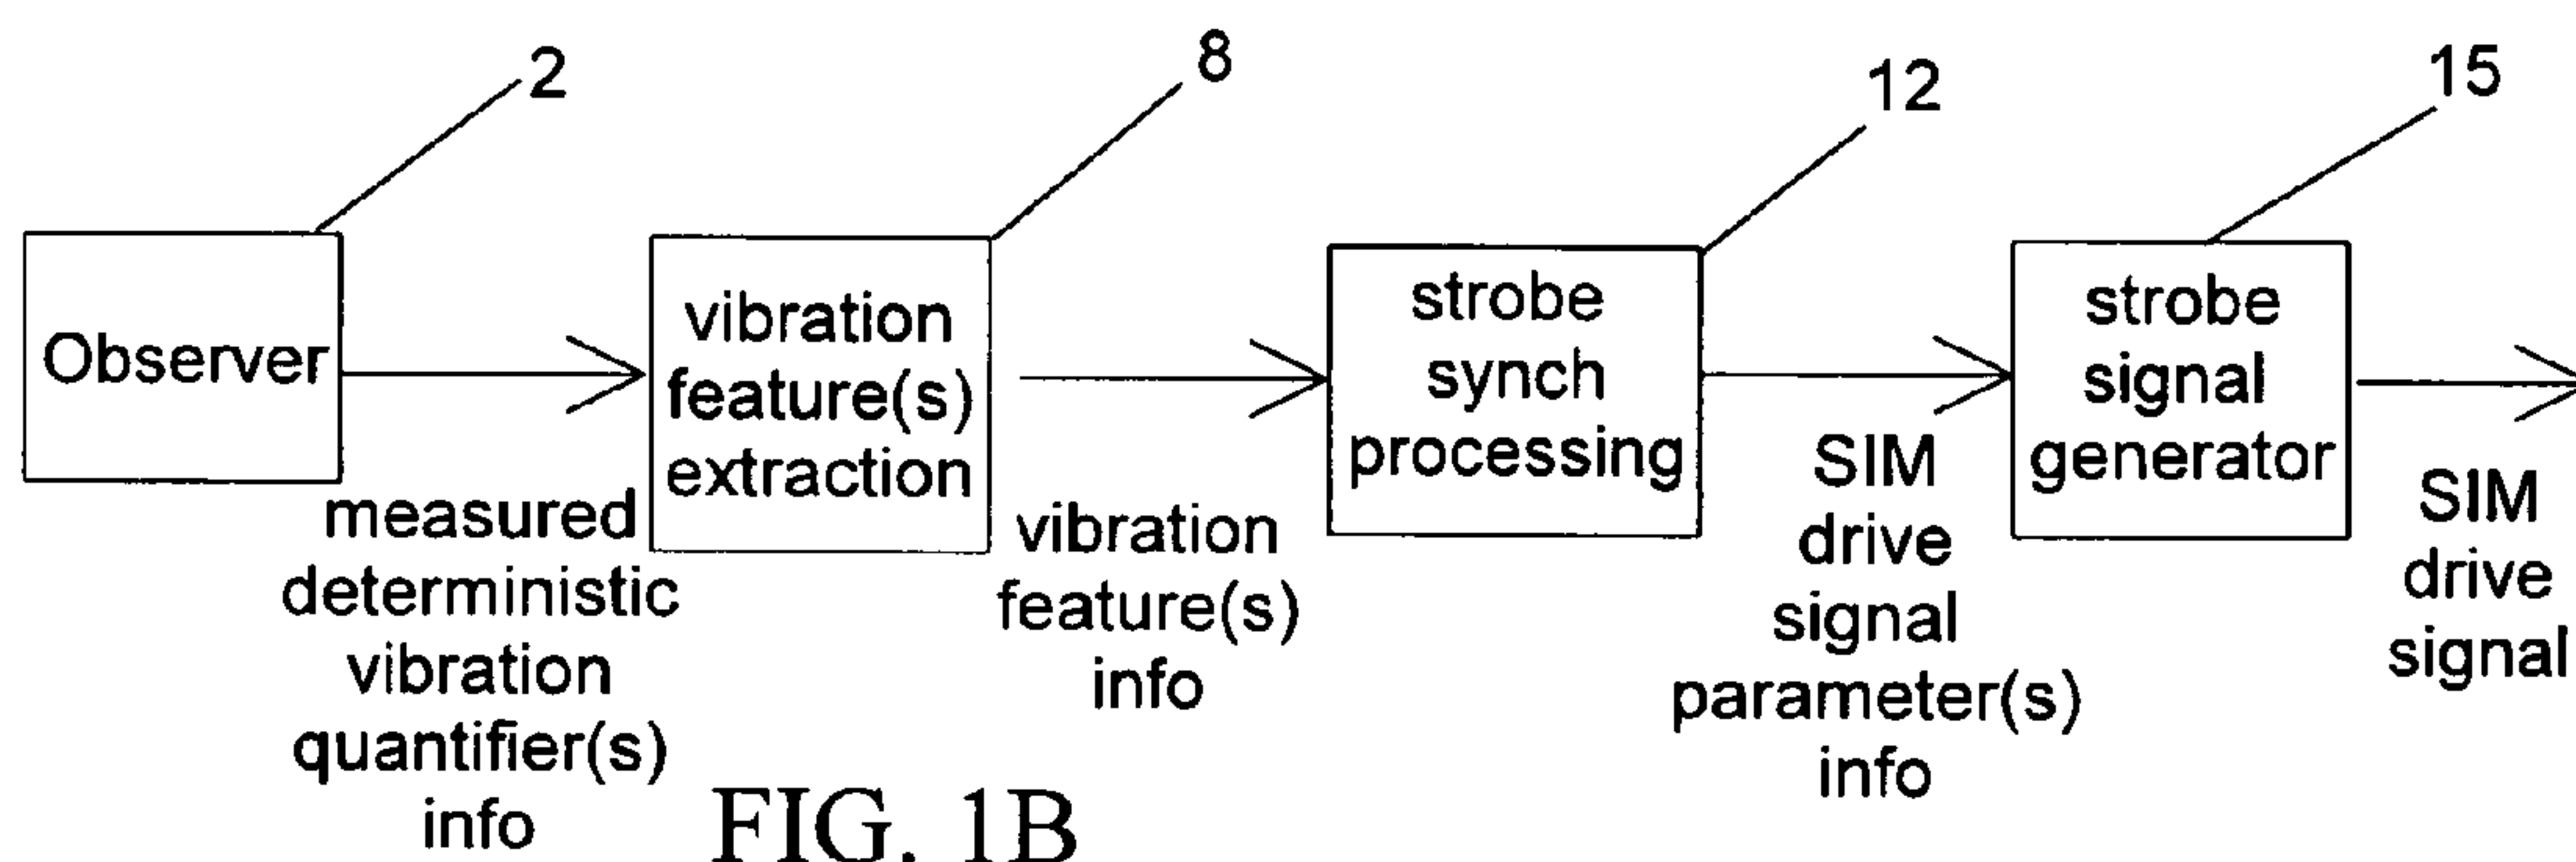 2
8
12
15
Observer
measured
deterministic
vibration
quantifier(s)
info
vibration
feature(s)
extraction
vibration
feature(s)
info
strobe
synch
processing
SIM
drive
signal
parameter(s)
info
strobe
signal
generator
SIM
drive
signal
FIG. 1B